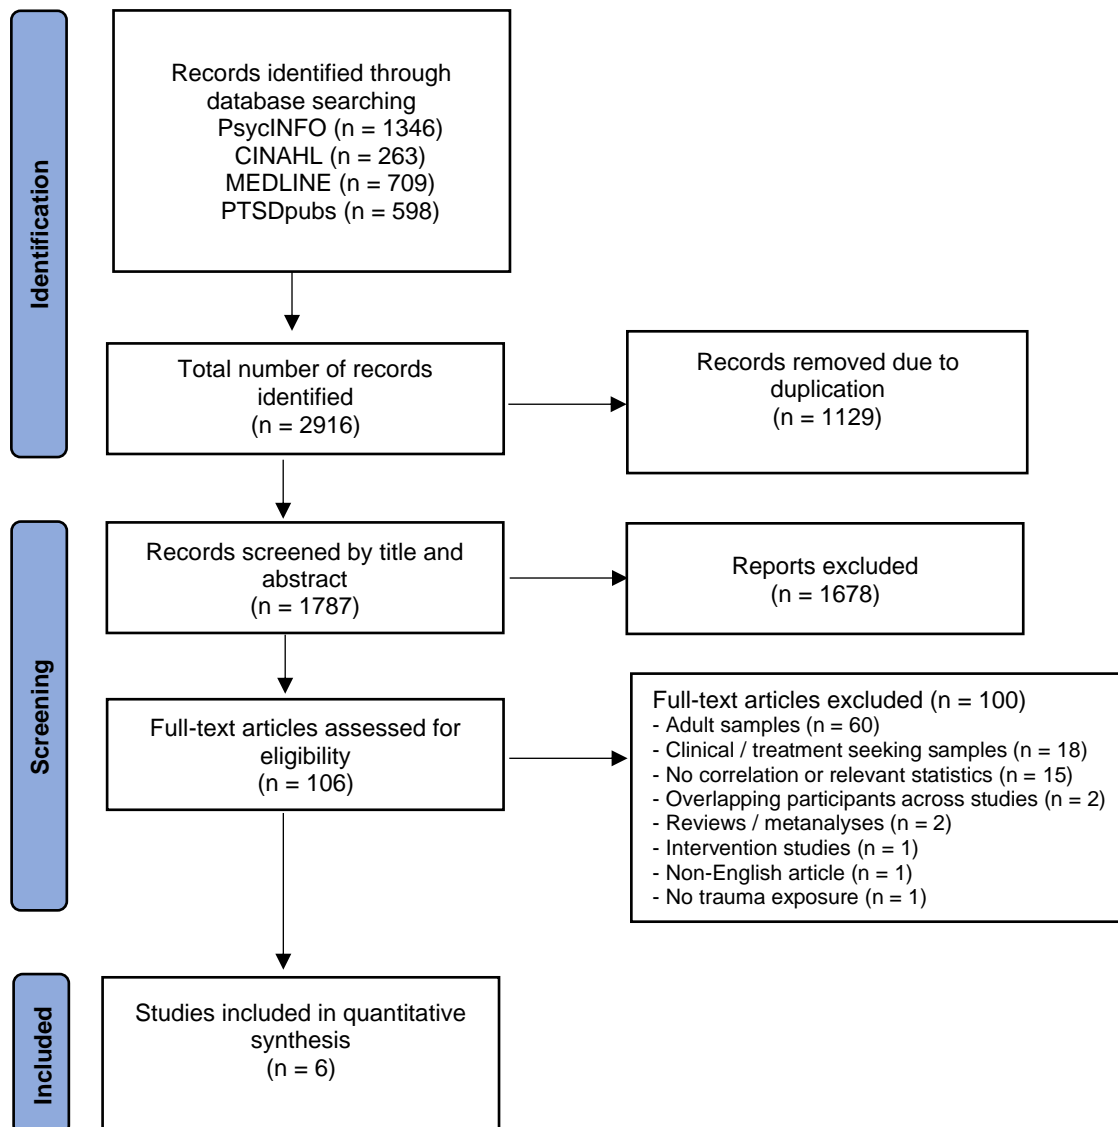 Identification
Records identified through
database searching
PsycINFO (n = 1346)
CINAHL (n = 263)
MEDLINE (n = 709)
PTSDpubs (n = 598)
Total number of records
identified
(n = 2916)
Records removed due to
duplication
(n = 1129)
Screening
Records screened by title and
abstract
(n = 1787)
Reports excluded
(n = 1678)
Full-text articles assessed for
eligibility
(n = 106)
Full-text articles excluded (n = 100)
- Adult samples (n = 60)
- Clinical / treatment seeking samples (n = 18)
- No correlation or relevant statistics (n = 15)
- Overlapping participants across studies (n = 2)
- Reviews / metanalyses (n = 2)
- Intervention studies (n = 1)
- Non-English article (n = 1)
- No trauma exposure (n = 1)
Included
Studies included in quantitative
synthesis
(n = 6)